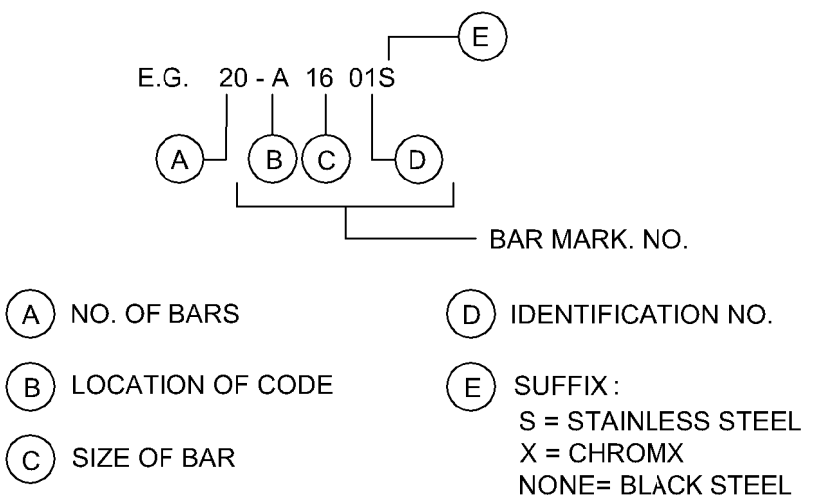 E
E.G. 20 - A 16 01S
A B C D
BAR MARK. NO.
A NO. OF BARS
D IDENTIFICATION NO.
B LOCATION OF CODE
E SUFFIX :
S = STAINLESS STEEL
C SIZE OF BAR
X = CHROMX
NONE= BLACK STEEL